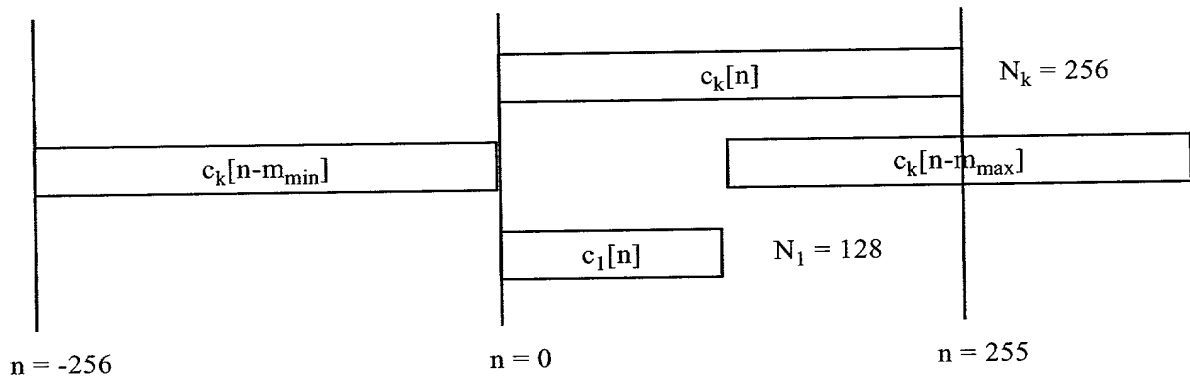 c_k[n]
N_k = 256
c_k[n-m_min]
c_k[n-m_max]
c_1[n]
N_1 = 128
n = -256
n = 0
n = 255